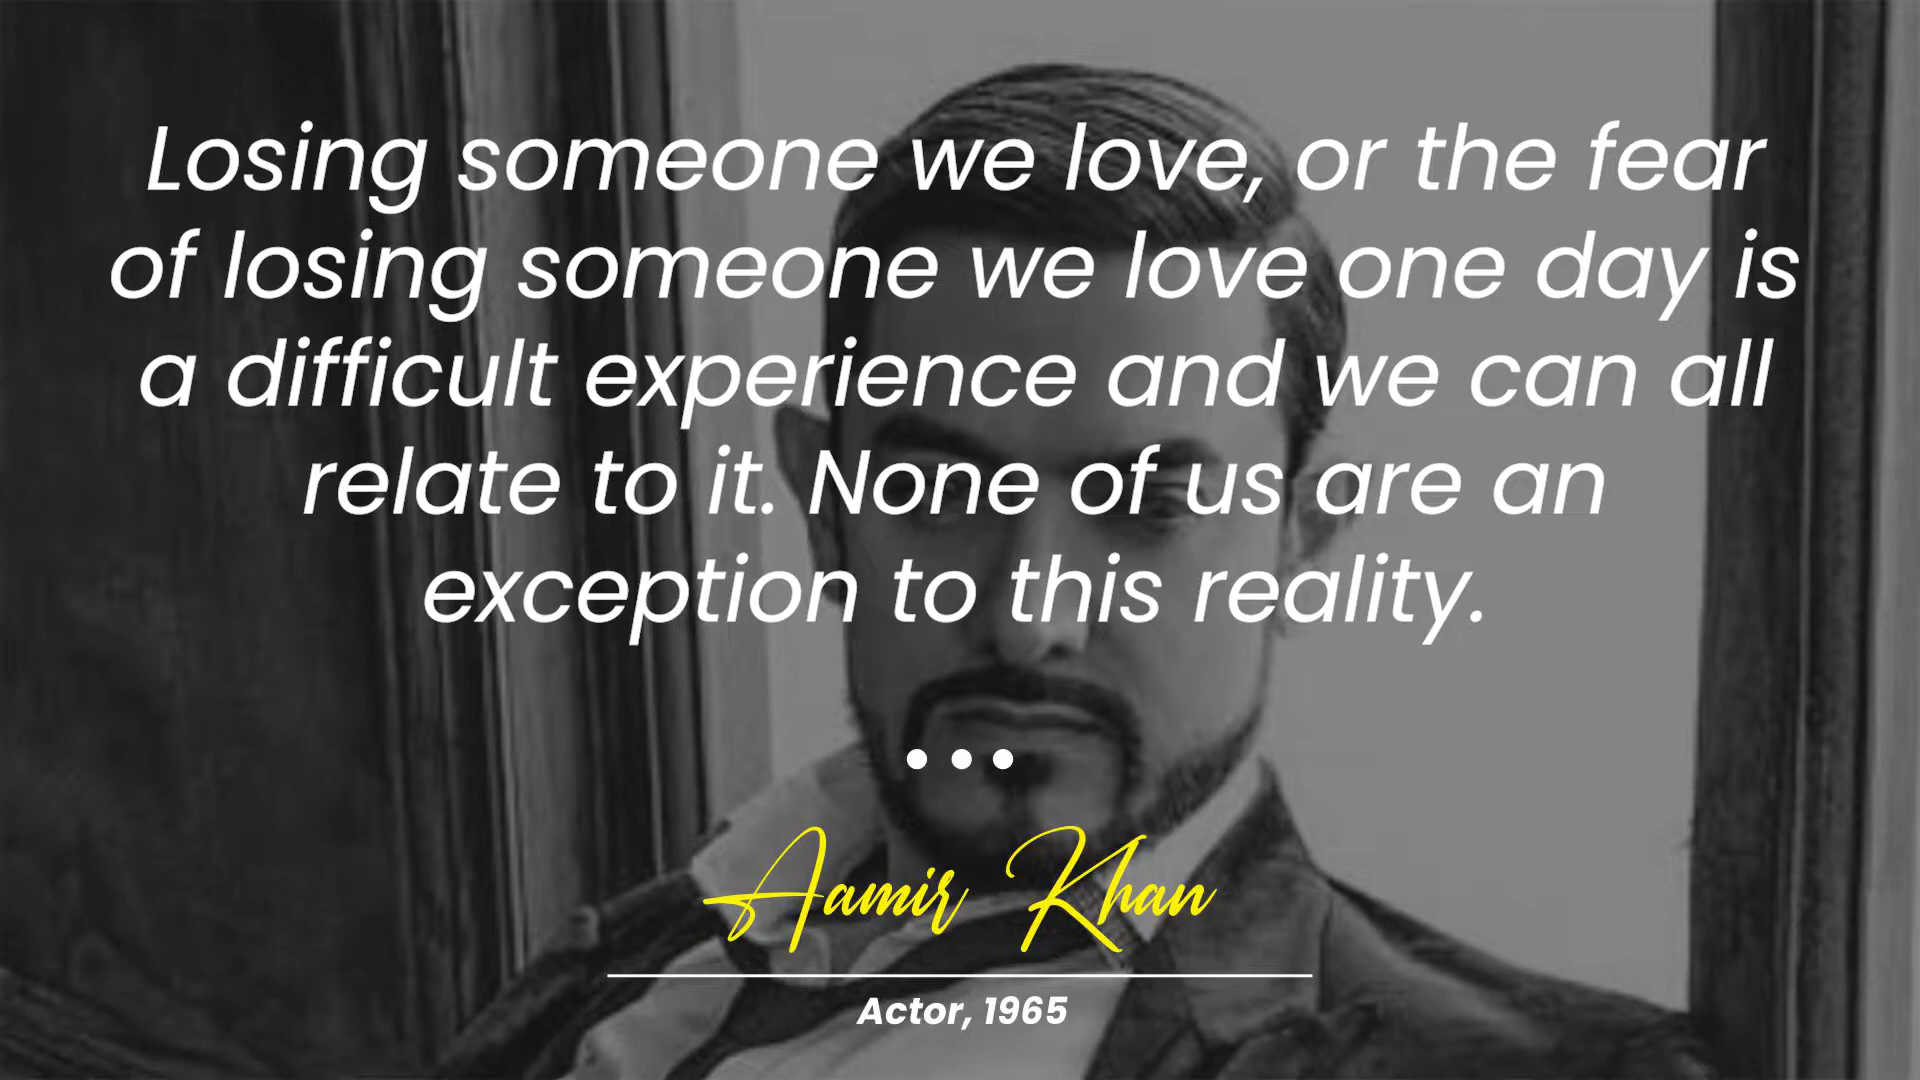 Losing someone we love, or the fear
of losing someone we love one day is
a difficult experience and we can all
relate to it. None of us are an
exception to this reality.
Aamir Khan
Actor, 1965